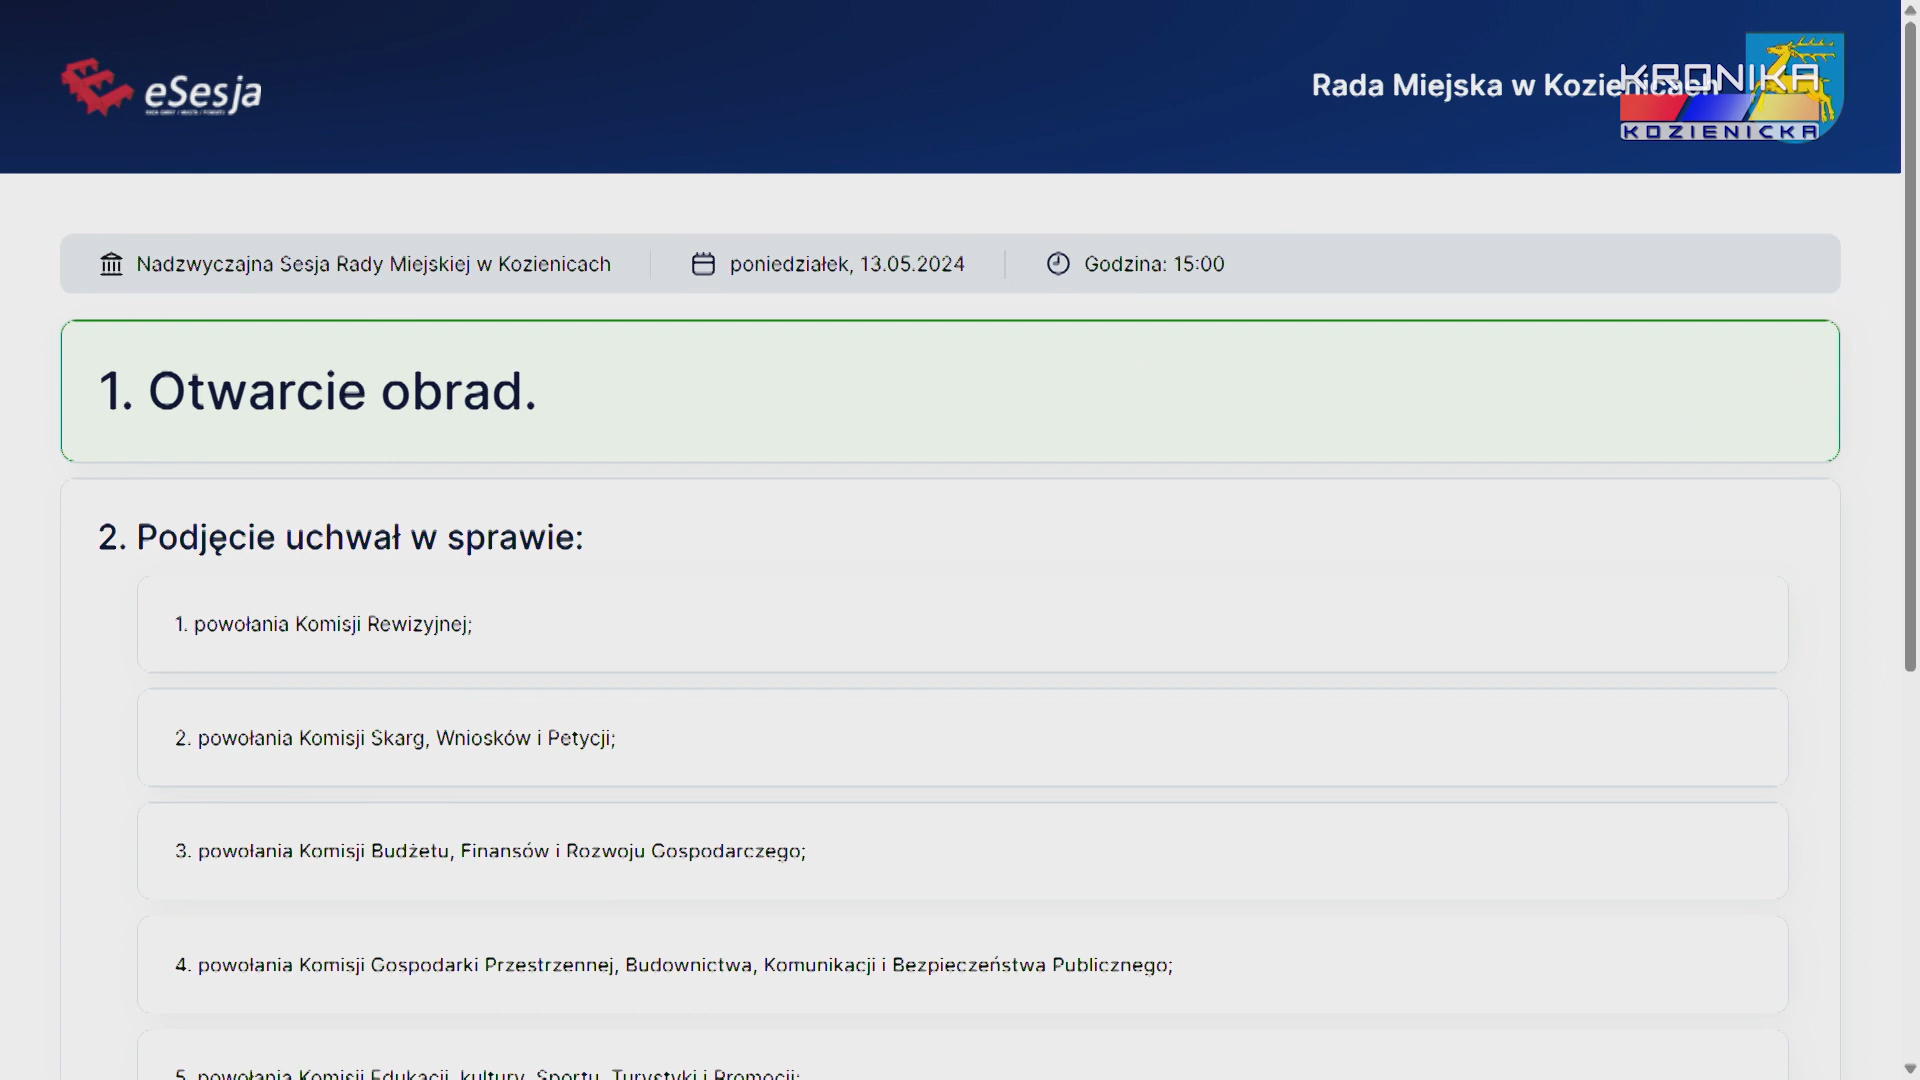 eSesja
Rada Miejska w Kozienicach
KRONIKA
KOZIENICKA
Nadzwyczajna Sesja Rady Miejskiej w Kozienicach
poniedziałek, 13.05.2024
Godzina: 15:00
1. Otwarcie obrad.
2. Podjęcie uchwał w sprawie:
1. powołania Komisji Rewizyjnej;
2. powołania Komisji Skarg, Wniosków i Petycji;
3. powołania Komisji Budżetu, Finansów i Rozwoju Gospodarczego;
4. powołania Komisji Gospodarki Przestrzennej, Budownictwa, Komunikacji i Bezpieczeństwa Publicznego;
5. powołania Komisji Edukacji, kultury, Sportu, Turystyki i Promocji;